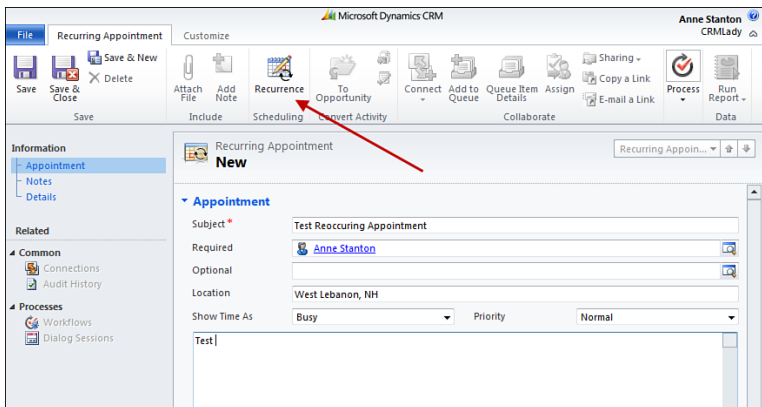 Microsoft Dynamics CRM
Anne Stanton
CRMLady
File Recurring Appointment Customize
Save
Save & Close
Save & New
Delete
Save
Attach File
Add Note
Include
Recurrence
Scheduling
To Opportunity
Convert Activity
Connect
Add to Queue
Queue Item Details
Assign
Sharing
Copy a Link
E-mail a Link
Collaborate
Process
Run Report
Data
Information
Appointment
Notes
Details
Related
Common
Connections
Audit History
Processes
Workflows
Dialog Sessions
Recurring Appointment
New
Recurring Appoin...
Appointment
Subject * Test Reoccuring Appointment
Required Anne Stanton
Optional
Location West Lebanon, NH
Show Time As Busy Priority Normal
Test